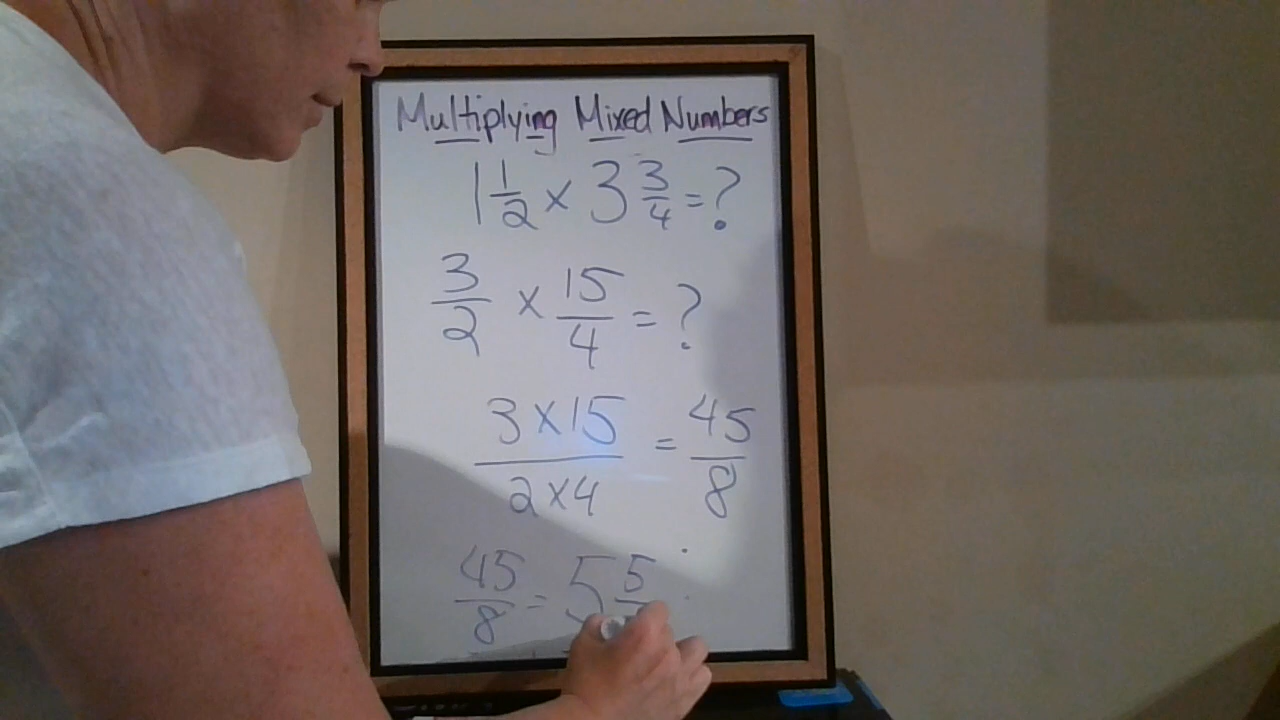 Multiplying Mixed Numbers
1 1/2 x 3 3/4 = ?
3/2 x 15/4 = ?
3 x 15 / 2 x 4 = 45/8
45/8 = 5 5/